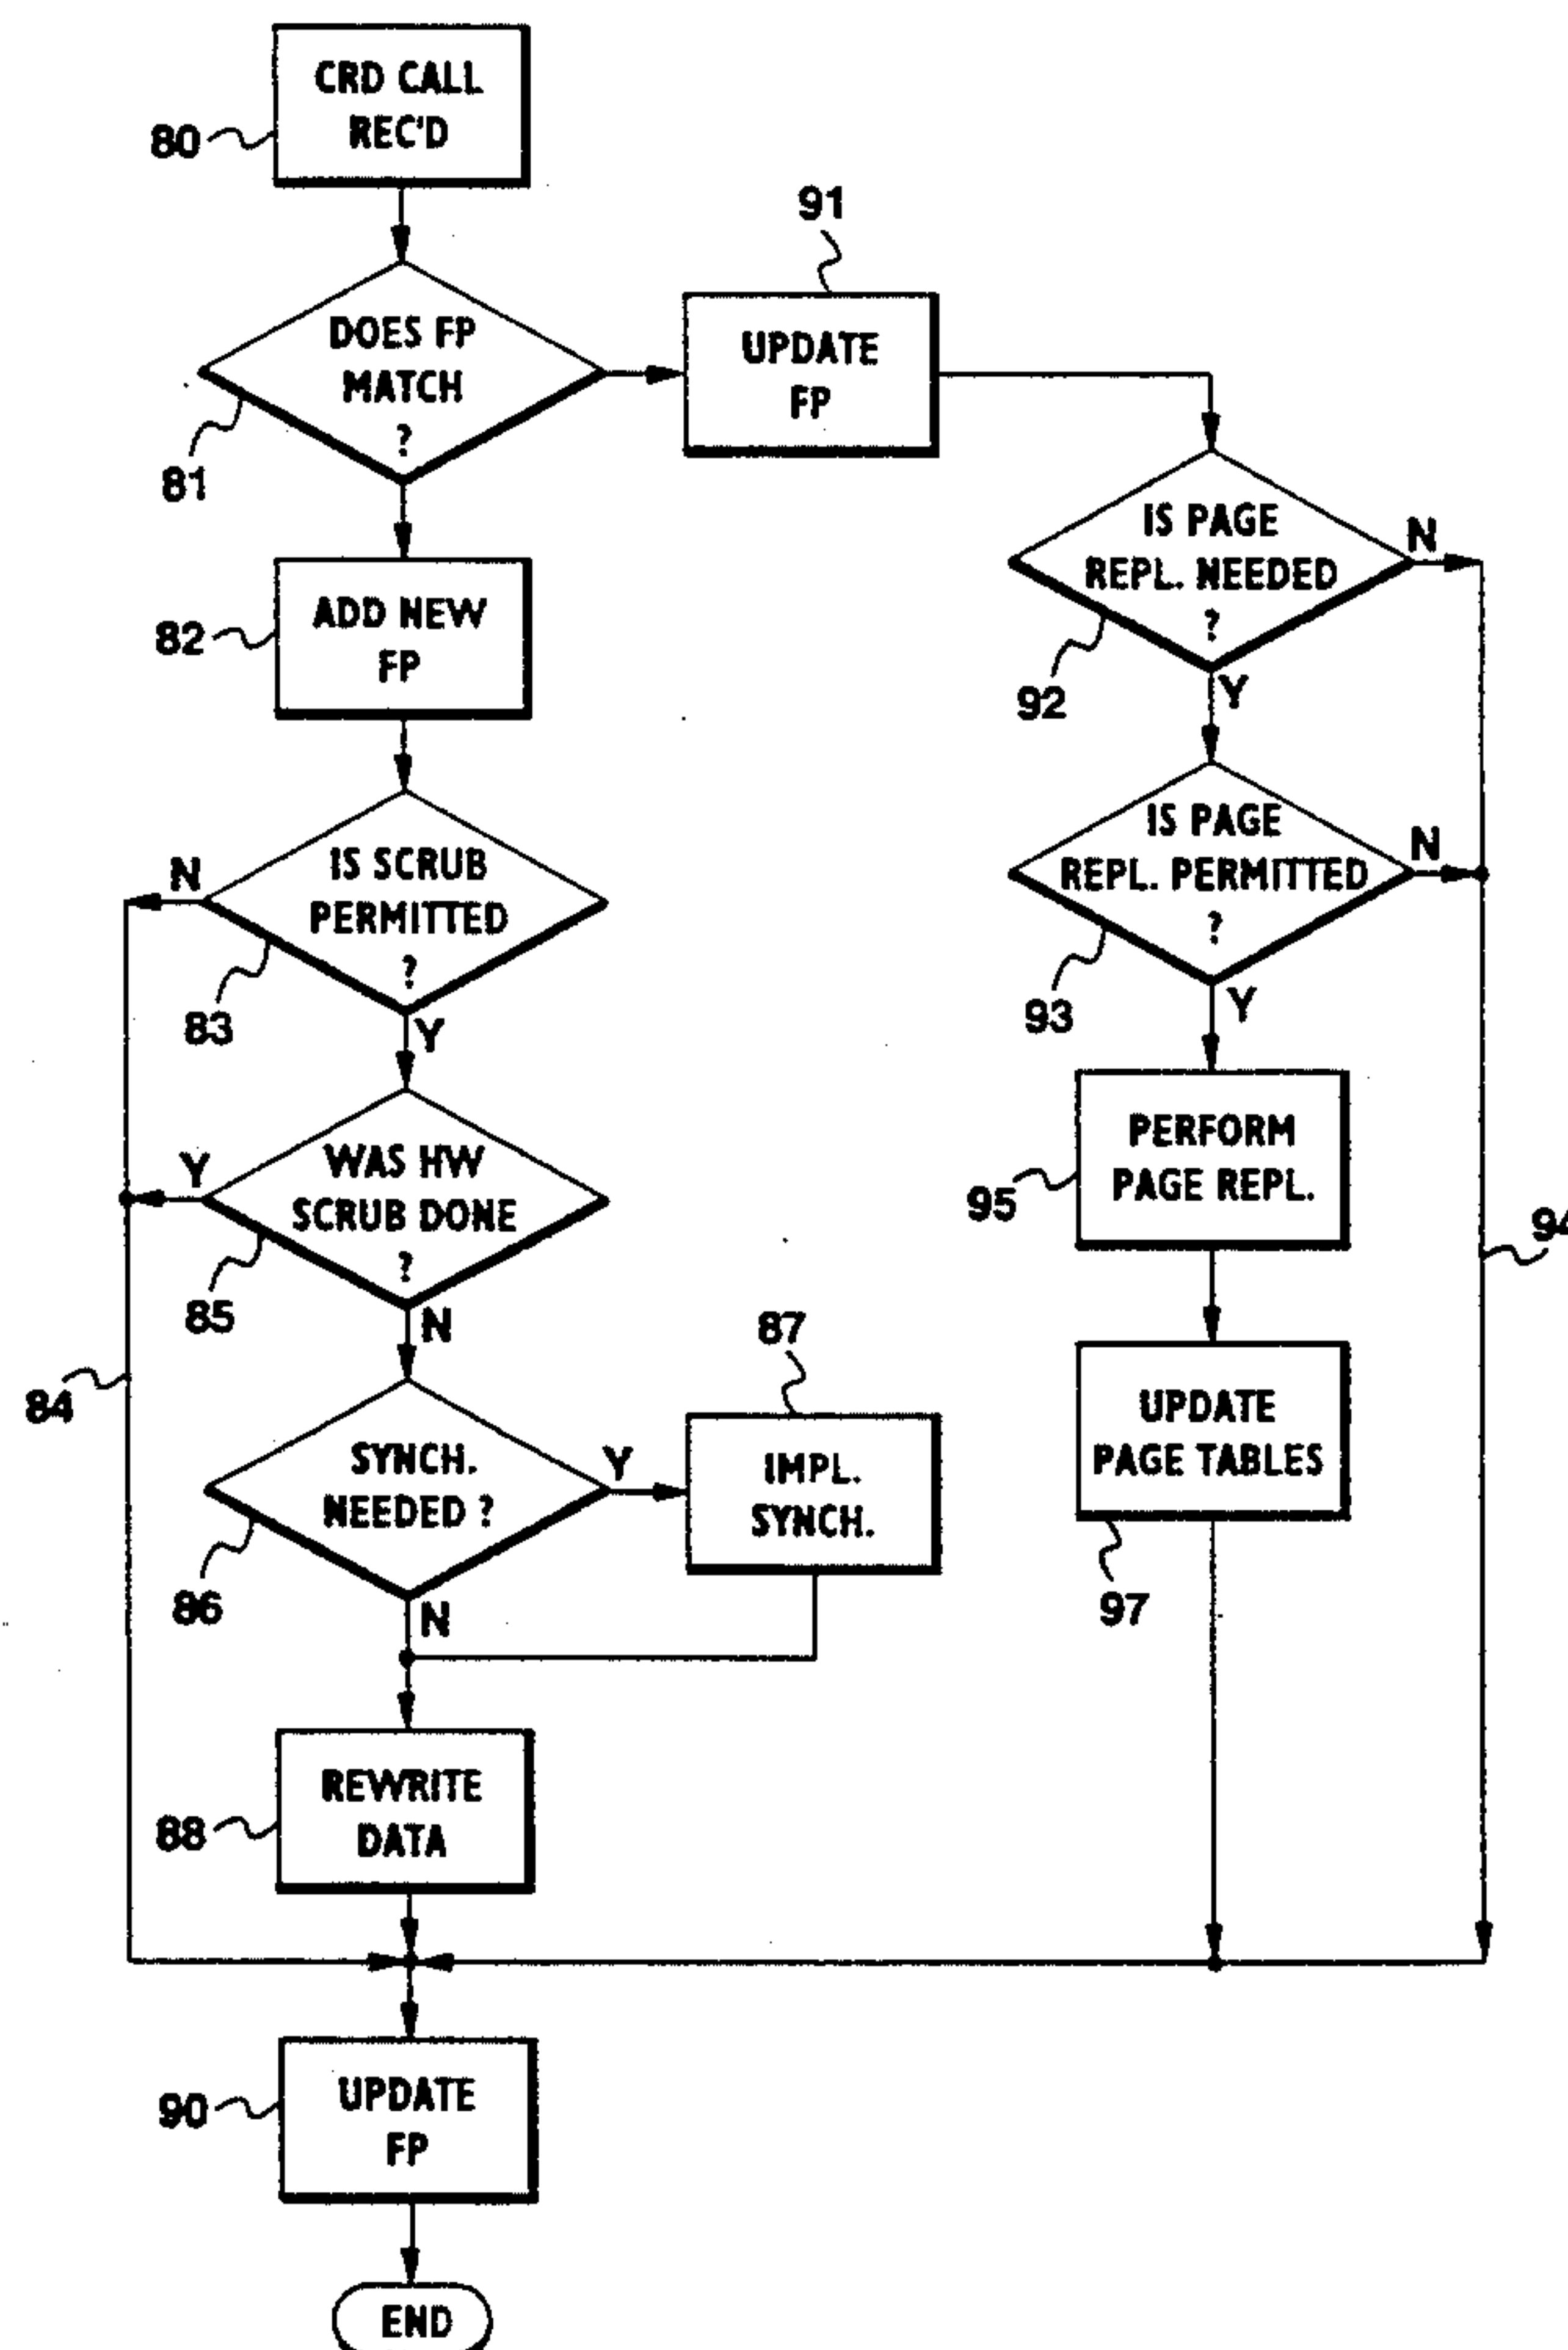 CRD CALL
REC'D
80
91
DOES FP
MATCH
?
81
UPDATE
FP
ADD NEW
FP
82
IS PAGE
REPL. NEEDED
?
N
Y
92
IS SCRUB
PERMITTED
?
N
Y
83
IS PAGE
REPL. PERMITTED
?
N
Y
93
WAS HW
SCRUB DONE
?
Y
N
85
PERFORM
PAGE REPL.
95
94
84
87
SYNCH.
NEEDED ?
Y
N
86
IMPL.
SYNCH.
UPDATE
PAGE TABLES
97
REWRITE
DATA
88
UPDATE
FP
90
END